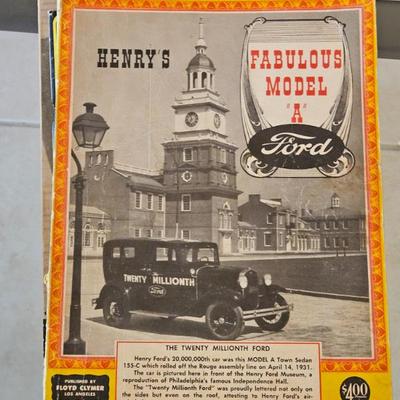 HENRY'S
FABULOUS
MODEL
"A"
Ford
TWENTY MILLIONTH
Ford
THE TWENTY MILLIONTH FORD
Henry Ford's 20,000,000th car was this MODEL A Town Sedan
155-C which rolled off the Rouge assembly line on April 14, 1931.
The car is pictured here in front of the Henry Ford Museum, a
reproduction of Philadelphia's famous Independence Hall.
The "Twenty Millionth Ford" was proudly lettered not only on
the sides but even on the roof, attesting to Henry Ford's air-
PUBLISHED BY
FLOYD CLYMER
LOS ANGELES
$4.00